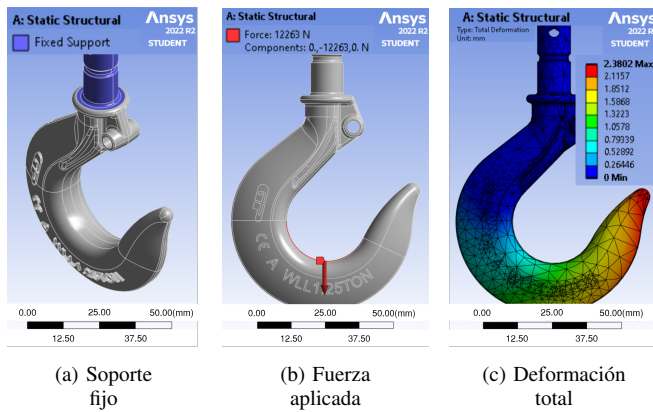 A: Static Structural
Fixed Support
Ansys
2022 R2
STUDENT
0.00 25.00 50.00(mm)
12.50 37.50
(a) Soporte
fijo
A: Static Structural
Force: 12263 N
Components: 0,,-12263,0. N
Ansys
2022 R2
STUDENT
CE A WLL1.25TON
0.00 25.00 50.00(mm)
12.50 37.50
(b) Fuerza
aplicada
A: Static Structural
Type: Total Deformation
Unit: mm
Ansys
2022 R2
STUDENT
2.3802 Max
2.1157
1.8512
1.5868
1.3223
1.0578
0.79339
0.52892
0.26446
0 Min
0.00 25.00 50.00(mm)
12.50 37.50
(c) Deformación
total